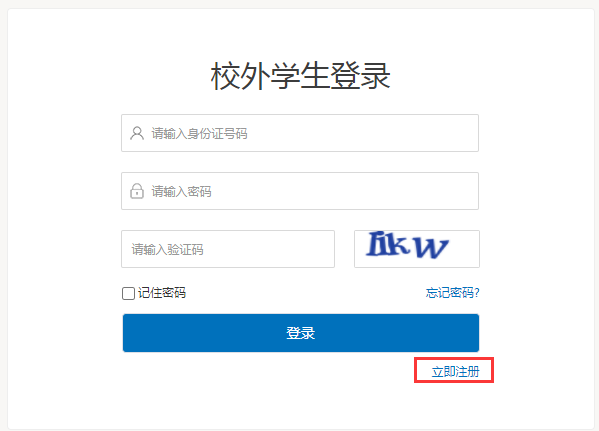 校外学生登录
请输入身份证号码
请输入密码
请输入验证码
记住密码 忘记密码?
登录
立即注册